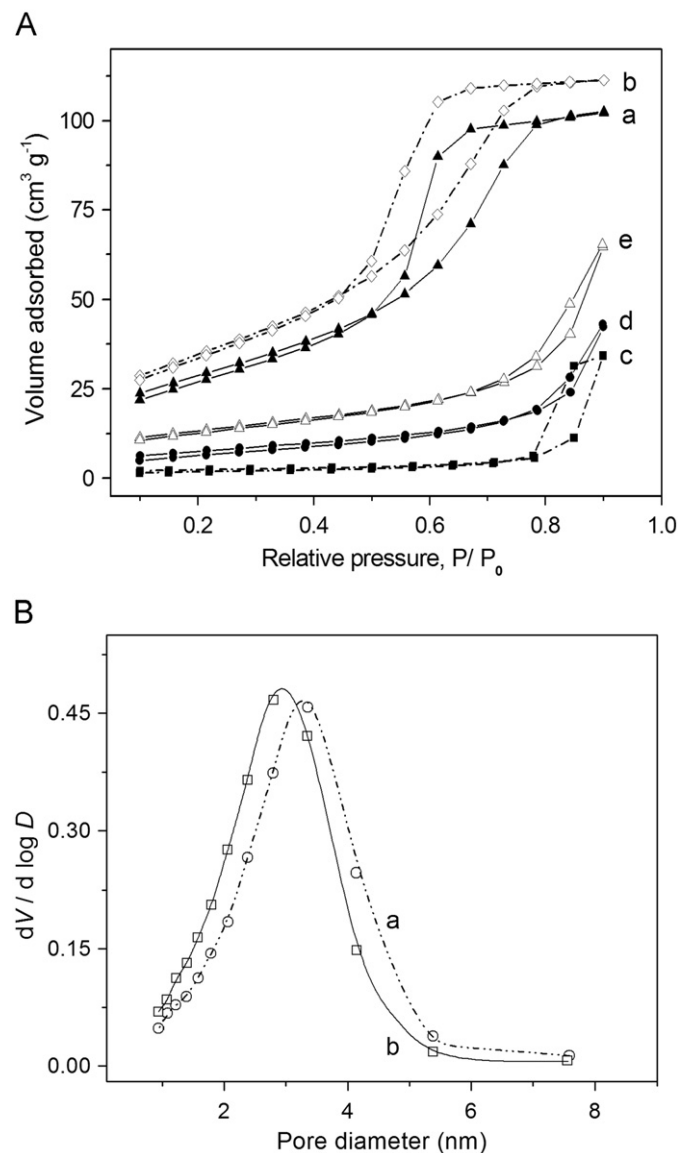 A
Volume adsorbed (cm³ g⁻¹)
100
75
50
25
0
b
a
e
d
c
0.2 0.4 0.6 0.8 1.0
Relative pressure, P/ P₀
B
dV / d log D
0.45
0.30
0.15
0.00
a
b
2 4 6 8
Pore diameter (nm)